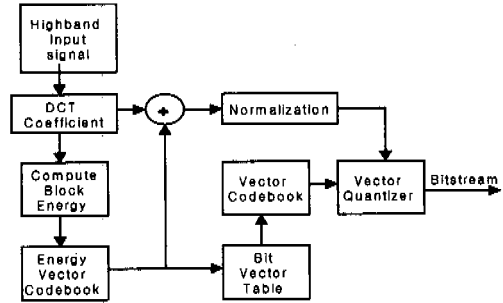 Highband
Input
signal
DCT
Coefficient
+
Normalization
Compute
Block
Energy
Vector
Codebook
Vector
Quantizer
Bitstream
Energy
Vector
Codebook
Bit
Vector
Table